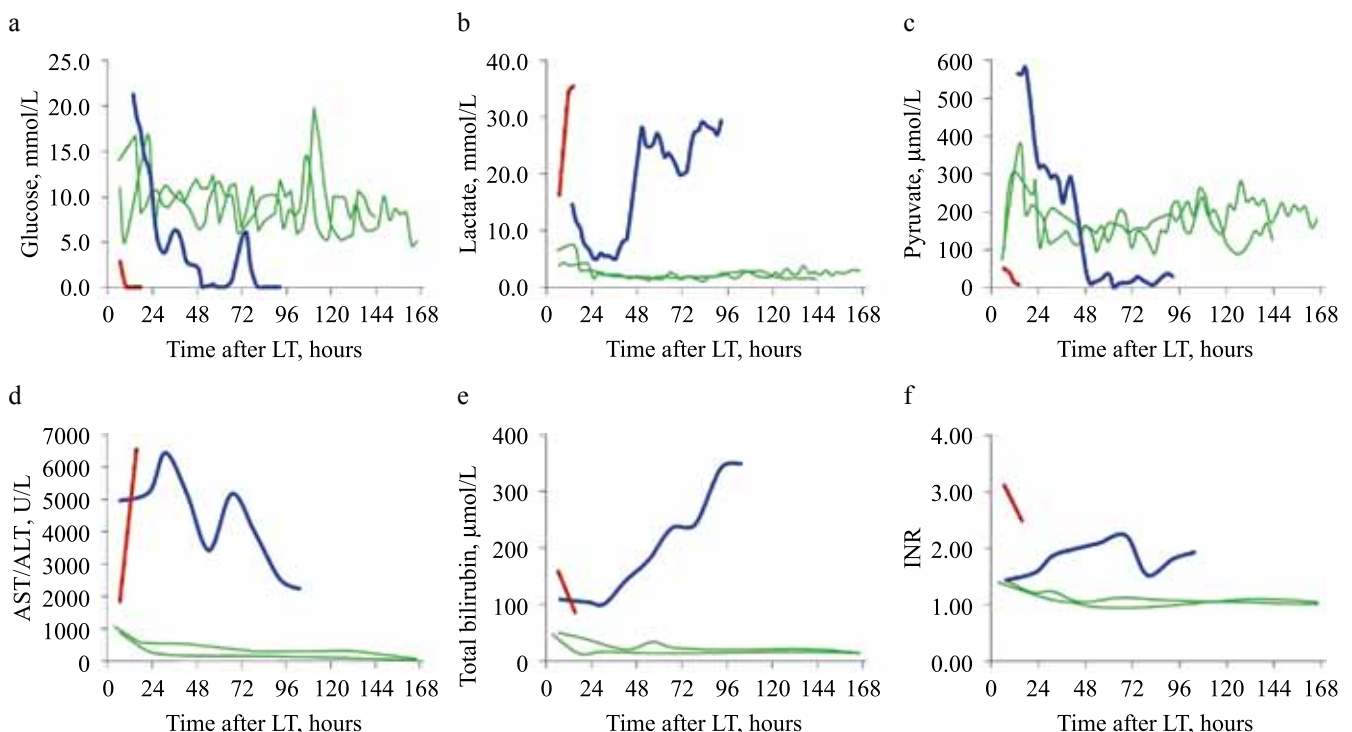 a
Glucose, mmol/L
25.0
20.0
15.0
10.0
5.0
0.0
0 24 48 72 96 120 144 168
Time after LT, hours
b
Lactate, mmol/L
40.0
30.0
20.0
10.0
0.0
0 24 48 72 96 120 144 168
Time after LT, hours
c
Pyruvate, µmol/L
600
500
400
300
200
100
0
0 24 48 72 96 120 144 168
Time after LT, hours
d
AST/ALT, U/L
7000
6000
5000
4000
3000
2000
1000
0
0 24 48 72 96 120 144 168
Time after LT, hours
e
Total bilirubin, µmol/L
400
300
200
100
0
0 24 48 72 96 120 144 168
Time after LT, hours
f
INR
4.00
3.00
2.00
1.00
0.00
0 24 48 72 96 120 144 168
Time after LT, hours